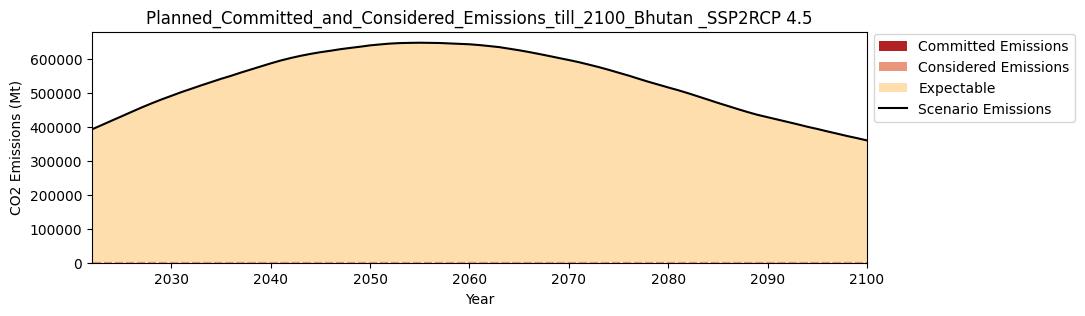 Planned_Committed_and_Considered_Emissions_till_2100_Bhutan _SSP2RCP 4.5
Committed Emissions
Considered Emissions
Expectable
Scenario Emissions
CO2 Emissions (Mt)
600000
500000
400000
300000
200000
100000
0
2030 2040 2050 2060 2070 2080 2090 2100
Year